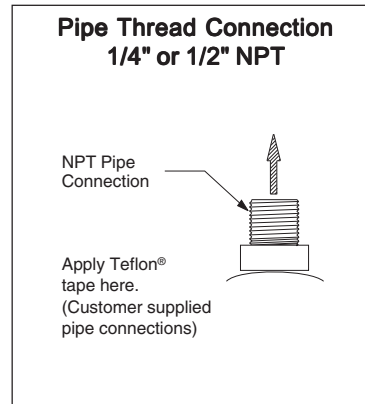 Pipe Thread Connection
1/4" or 1/2" NPT
NPT Pipe
Connection
Apply Teflon®
tape here.
(Customer supplied
pipe connections)